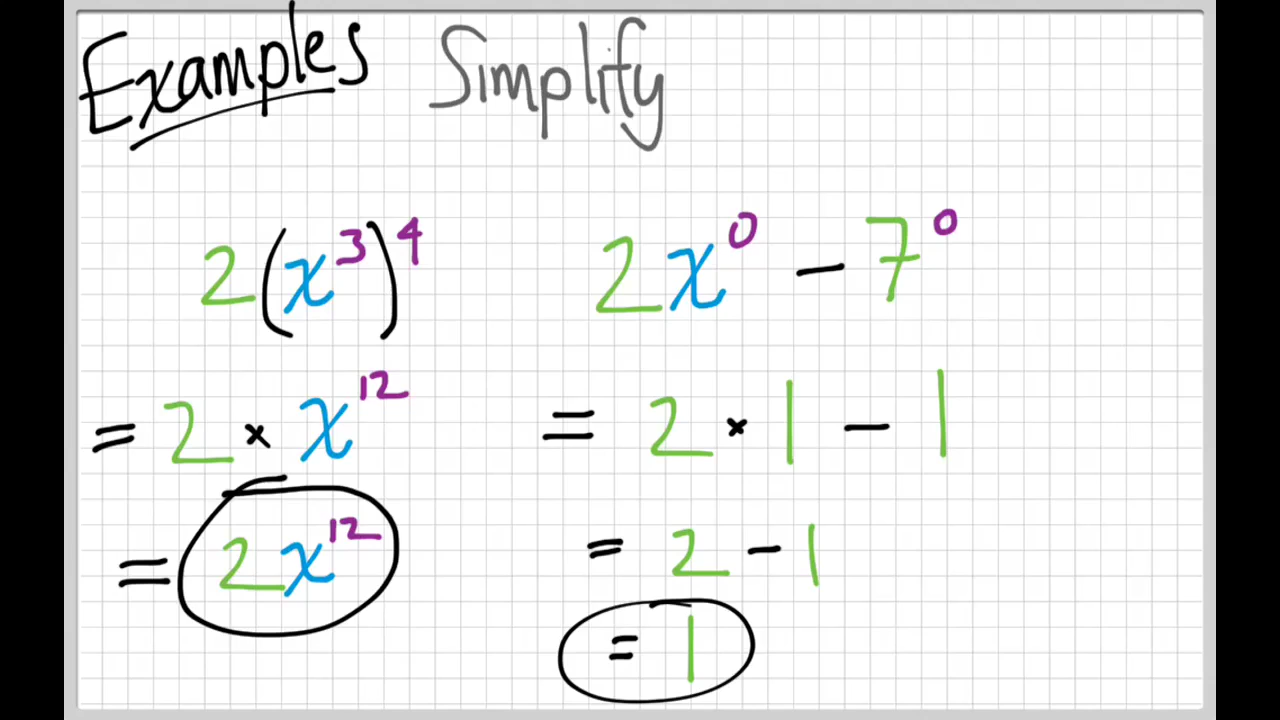 Examples Simplify
2(x³)⁴
= 2 × x¹²
= 2x¹²
2x⁰ − 7⁰
= 2 × 1 − 1
= 2 − 1
= 1